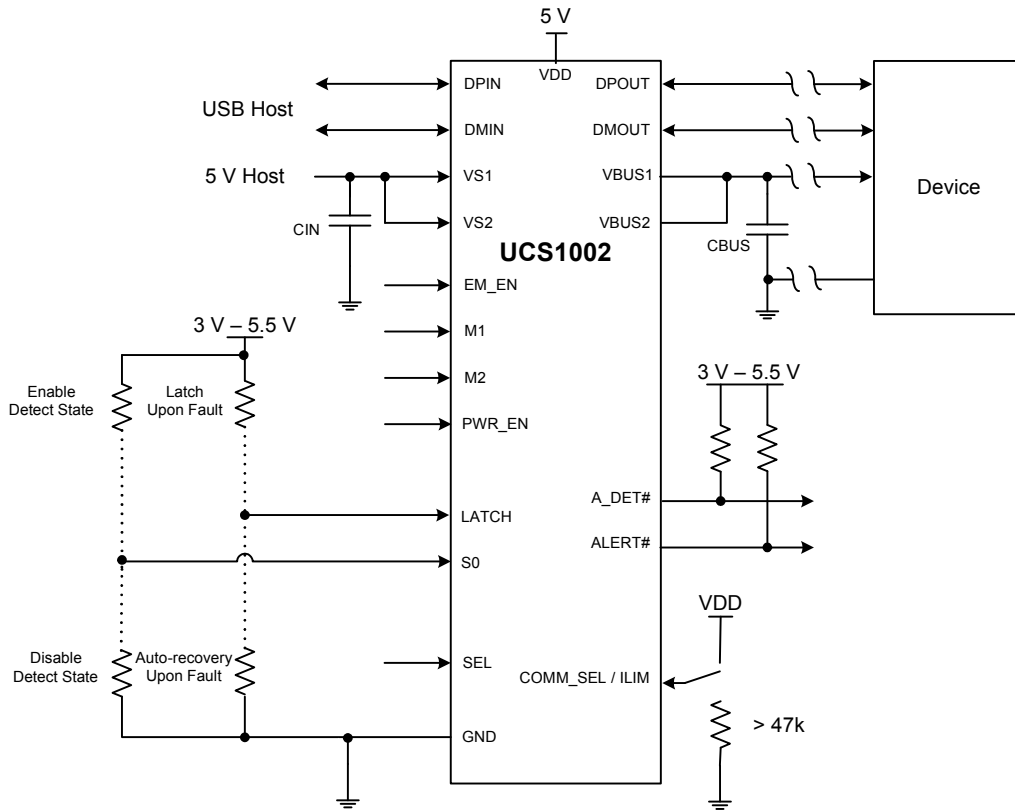 5 V
VDD
DPIN
DPOUT
USB Host
DMIN
DMOUT
5 V Host
VS1
VBUS1
Device
VS2
VBUS2
CIN
UCS1002
CBUS
EM_EN
3 V – 5.5 V
M1
3 V – 5.5 V
M2
Enable
Detect State
Latch
Upon Fault
PWR_EN
A_DET#
LATCH
ALERT#
S0
VDD
Disable
Detect State
Auto-recovery
Upon Fault
SEL
COMM_SEL / ILIM
> 47k
GND